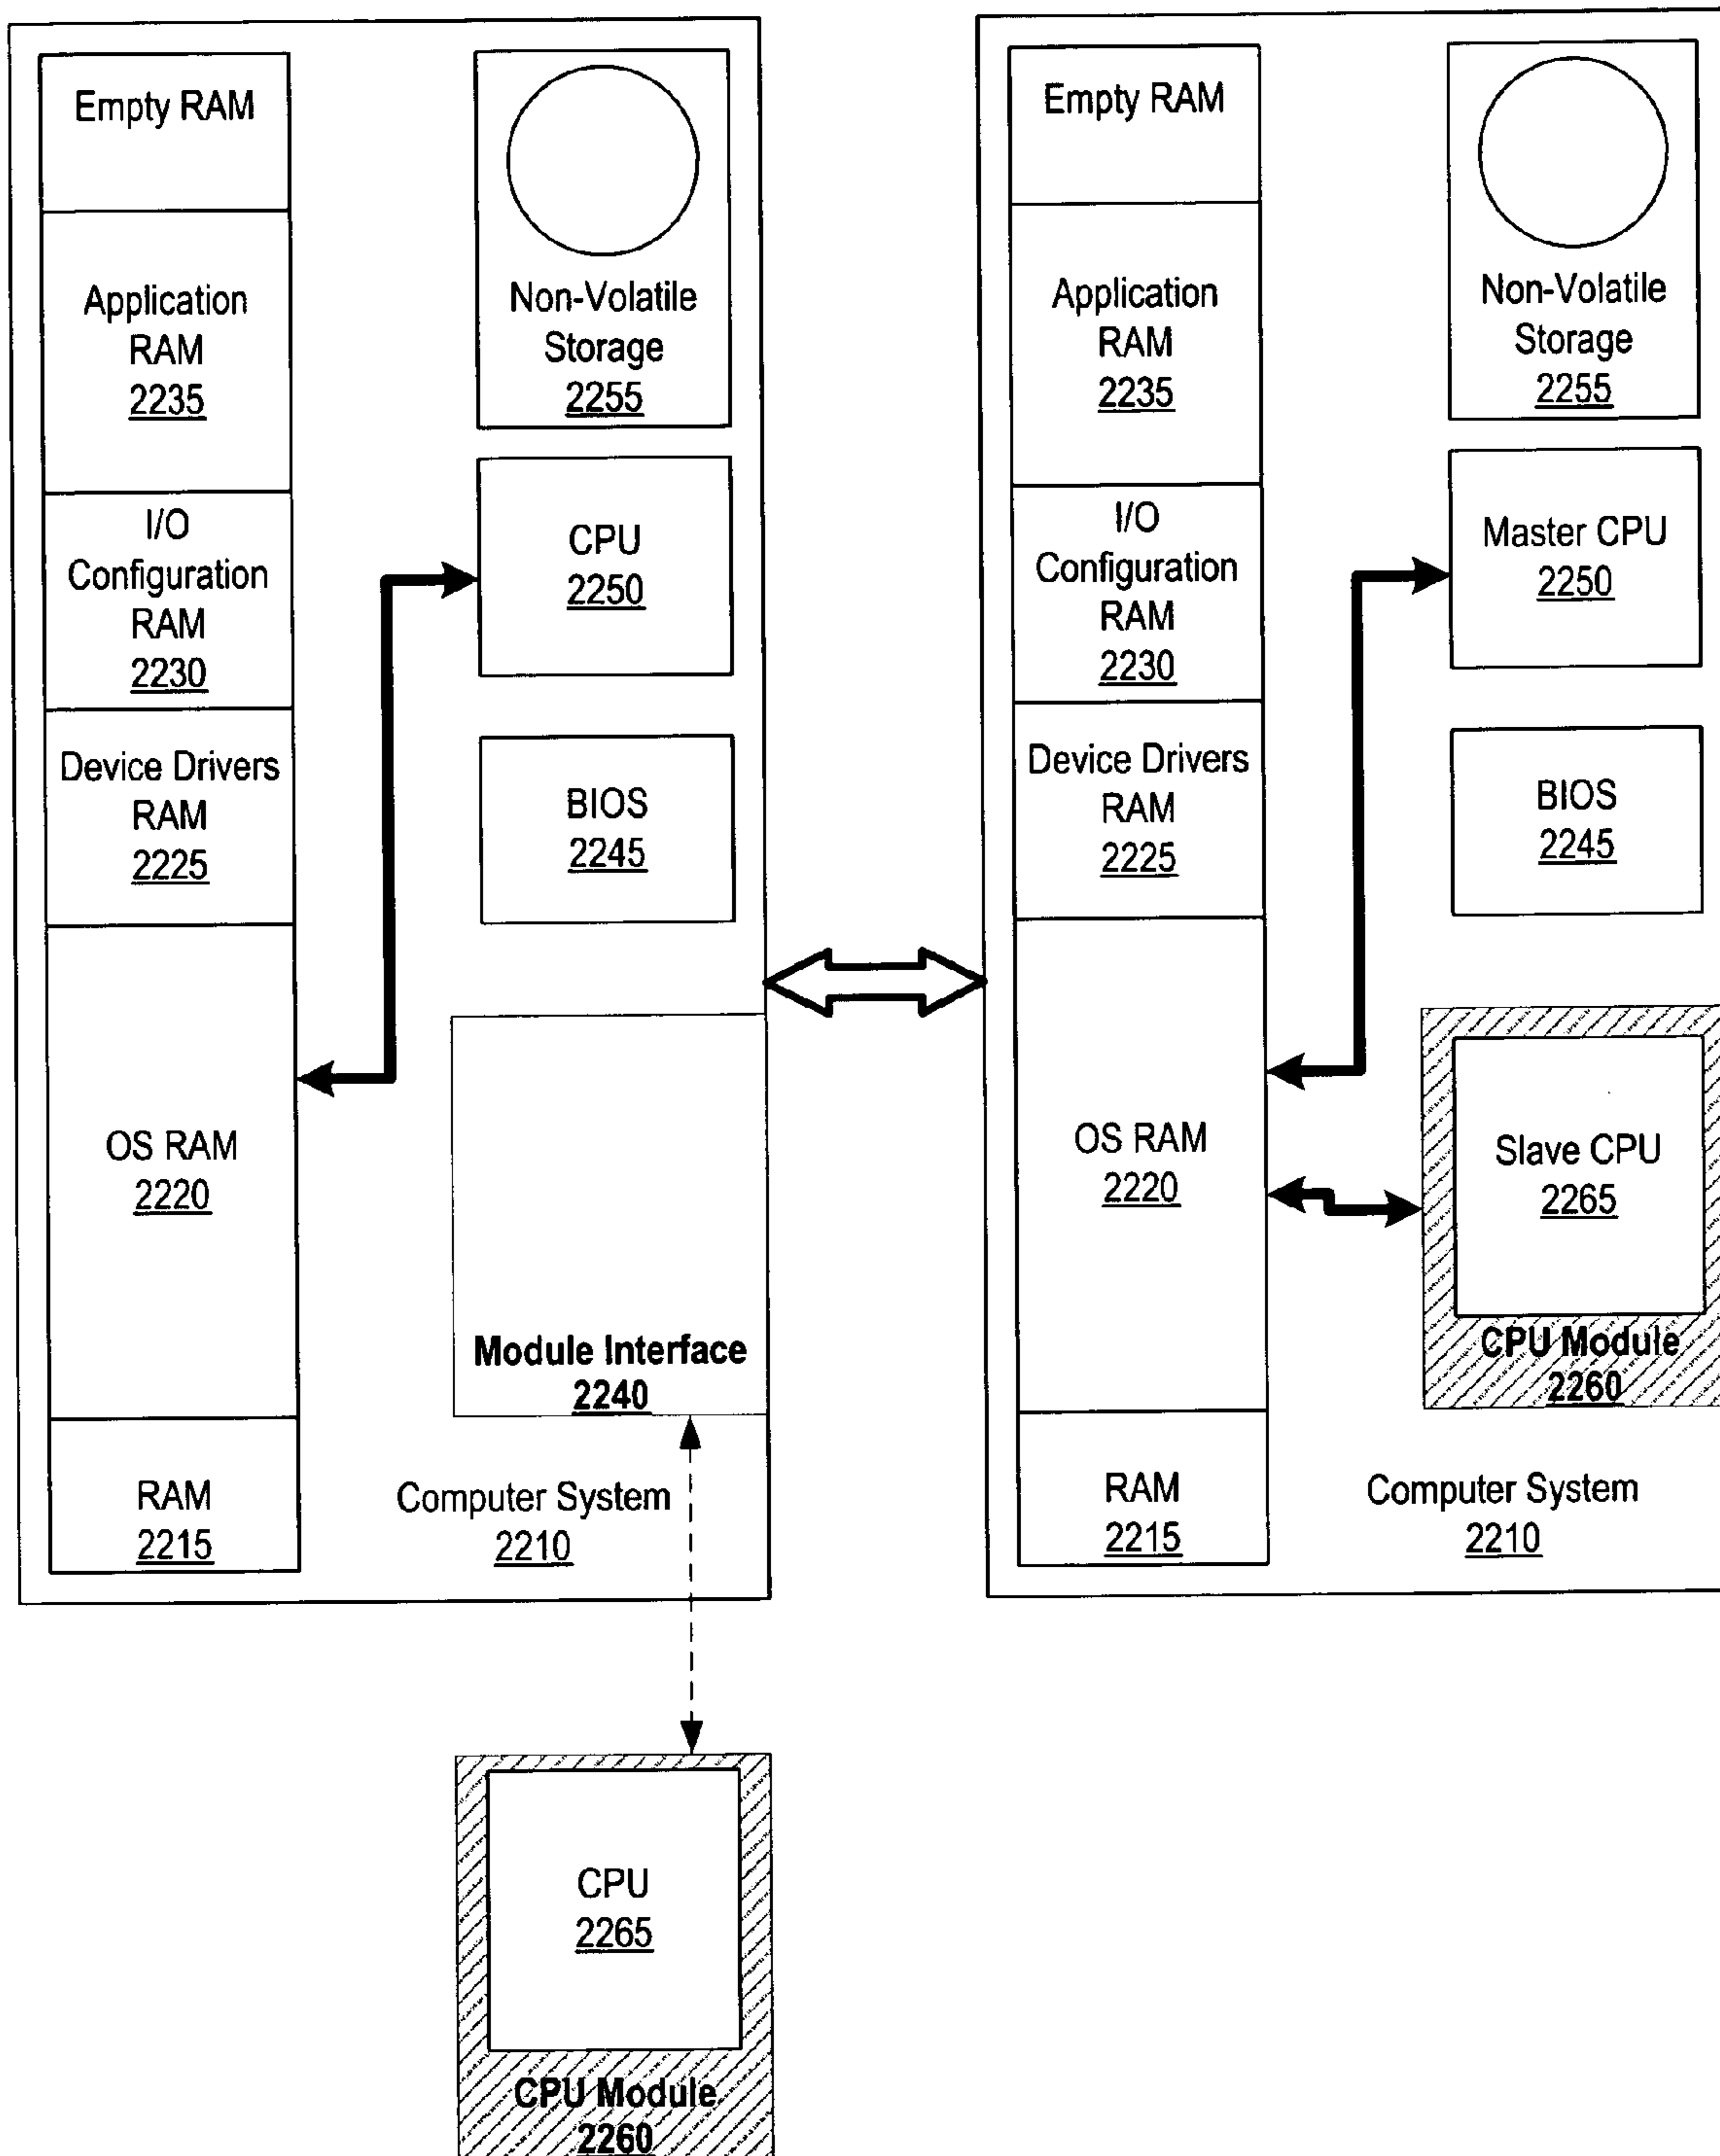 Empty RAM
Application
RAM
2235
I/O
Configuration
RAM
2230
Device Drivers
RAM
2225
OS RAM
2220
RAM
2215
Non-Volatile
Storage
2255
CPU
2250
BIOS
2245
Module Interface
2240
Computer System
2210
CPU
2265
CPU Module
2260
Empty RAM
Application
RAM
2235
I/O
Configuration
RAM
2230
Device Drivers
RAM
2225
OS RAM
2220
RAM
2215
Non-Volatile
Storage
2255
Master CPU
2250
BIOS
2245
Slave CPU
2265
CPU Module
2260
Computer System
2210